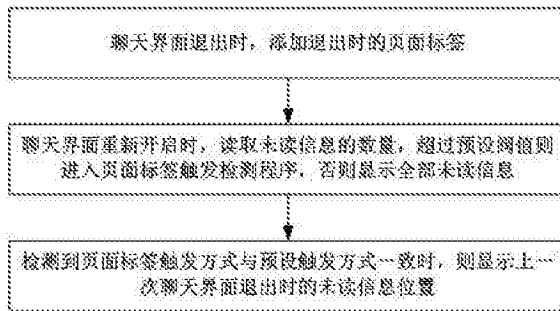 聊天界面退出时，添加退出时的页面标签
聊天界面重新开启时，读取未读信息的数量，超过预设阀值则
进入页面标签触发检测程序，否则显示全部未读信息
检测到页面标签触发方式与预设触发方式一致时，则显示上一
次聊天界面退出时的未读信息位置